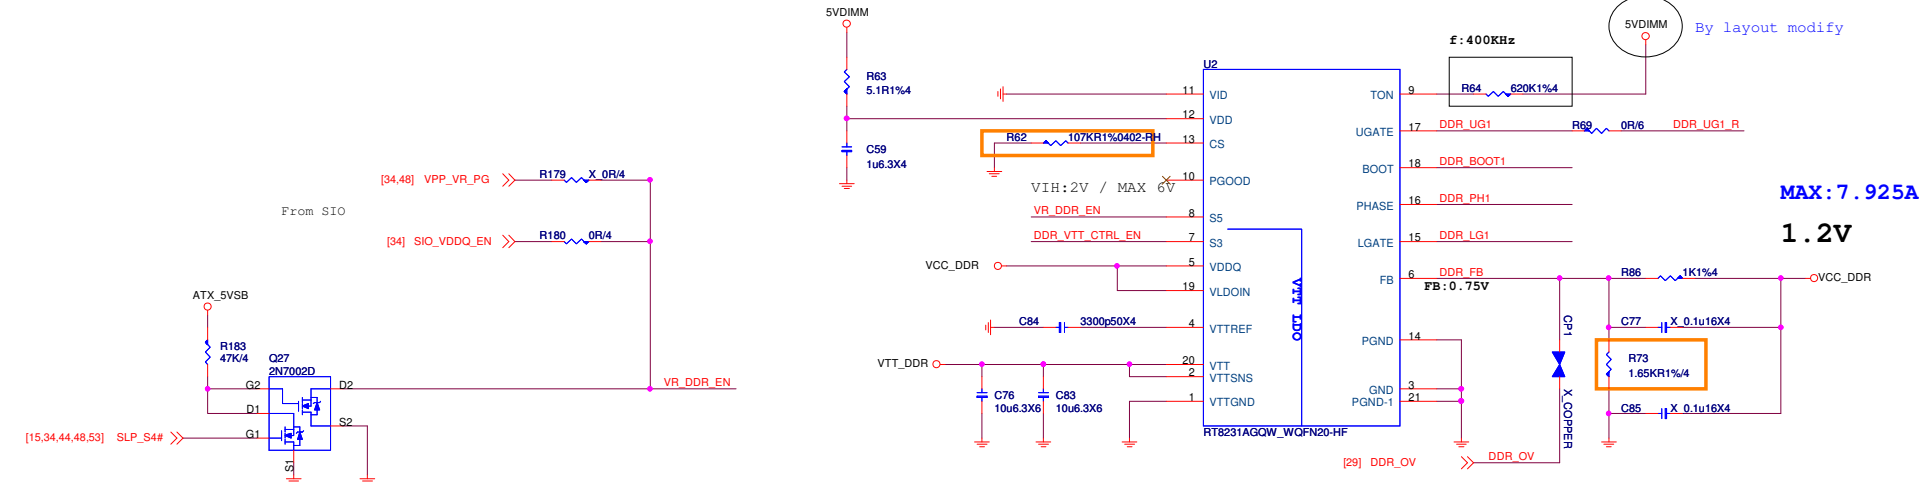 5VDIMM
R63
5.1R1%4
C59
1u6.3X4
[34,48] VPP_VR_PG
R179 X_0R/4
From SIO
[34] SIO_VDDQ_EN
R180 0R/4
ATX_5VSB
R183
47K/4
Q27
2N7002D
G2
D2
D1
S2
G1
S1
VR_DDR_EN
[15,34,44,48,53] SLP_S4#
U2
11 VID
12 VDD
R62 107KR1%0402-RH
13 CS
10 PGOOD
VIH:2V / MAX 6V
VR_DDR_EN
8 S5
DDR_VTT_CTRL_EN
7 S3
VCC_DDR
5 VDDQ
19 VLDOIN
C84 3300p50X4
4 VTTREF
VTT_DDR
20 VTT
2 VTTSNS
C76
10u6.3X6
C83
10u6.3X6
1 VTTGND
VTT LDO
RT8231AGQW_WQFN20-HF
f:400KHz
TON 9
R64 620K1%4
5VDIMM
By layout modify
UGATE 17 DDR_UG1
R69 0R/6
DDR_UG1_R
BOOT 18 DDR_BOOT1
PHASE 16 DDR_PH1
LGATE 15 DDR_LG1
FB 6 DDR_FB
FB:0.75V
PGND 14
GND 3
PGND-1 21
R86 1K1%4
VCC_DDR
MAX:7.925A
1.2V
CP1
X_COPPER
C77 X_0.1u16X4
R73
1.65KR1%/4
C85 X_0.1u16X4
[29] DDR_OV
DDR_OV